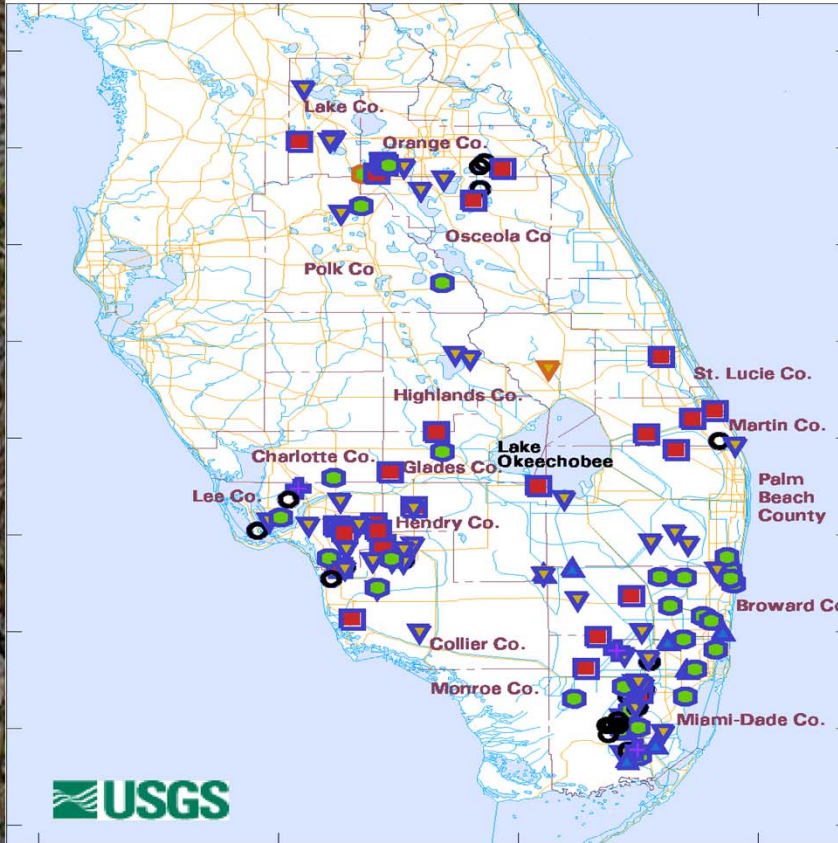 Lake Co.
Orange Co.
Osceola Co
Polk Co
Highlands Co.
St. Lucie Co.
Martin Co.
Charlotte Co.
Glades Co.
Lake
Okeechobee
Lee Co.
Hendry Co.
Palm
Beach
County
Broward Co
Collier Co.
Monroe Co.
Miami-Dade Co.
USGS